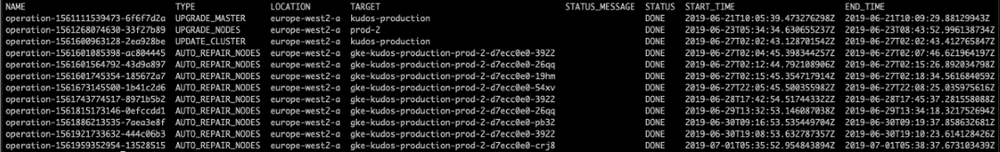 NAME TYPE LOCATION TARGET STATUS_MESSAGE STATUS START_TIME END_TIME
operation-1561111539473-6f6f7d2a UPGRADE_MASTER europe-west2-a kudos-production DONE 2019-06-21T10:05:39.473276298Z 2019-06-21T10:09:29.88129943Z
operation-1561268074630-33f27b89 UPGRADE_NODES europe-west2-a prod-2 DONE 2019-06-23T05:34:34.630655237Z 2019-06-23T08:43:52.996138734Z
operation-1561600963128-2ea928be UPDATE_CLUSTER europe-west2-a kudos-production DONE 2019-06-27T02:02:43.128701542Z 2019-06-27T02:02:43.412765847Z
operation-1561601085398-ac804445 AUTO_REPAIR_NODES europe-west2-a gke-kudos-production-prod-2-d7ecc0e0-3922 DONE 2019-06-27T02:04:45.398344257Z 2019-06-27T02:07:46.621964197Z
operation-1561601564792-43d9a897 AUTO_REPAIR_NODES europe-west2-a gke-kudos-production-prod-2-d7ecc0e0-26qq DONE 2019-06-27T02:12:44.792108906Z 2019-06-27T02:15:26.892034798Z
operation-1561601745354-185672a7 AUTO_REPAIR_NODES europe-west2-a gke-kudos-production-prod-2-d7ecc0e0-19nm DONE 2019-06-27T02:15:45.354717914Z 2019-06-27T02:18:34.561684059Z
operation-1561673145500-1b41c2d6 AUTO_REPAIR_NODES europe-west2-a gke-kudos-production-prod-2-d7ecc0e0-54xv DONE 2019-06-27T22:05:45.500355982Z 2019-06-27T22:08:25.035975616Z
operation-1561743774517-8971b5b2 AUTO_REPAIR_NODES europe-west2-a gke-kudos-production-prod-2-d7ecc0e0-3922 DONE 2019-06-28T17:42:54.517443322Z 2019-06-28T17:45:37.281558088Z
operation-1561815173146-0efccdd1 AUTO_REPAIR_NODES europe-west2-a gke-kudos-production-prod-2-d7ecc0e0-26qq DONE 2019-06-29T13:32:53.146087038Z 2019-06-29T13:34:18.321752694Z
operation-1561886213535-7aea3e8f AUTO_REPAIR_NODES europe-west2-a gke-kudos-production-prod-2-d7ecc0e0-pb32 DONE 2019-06-30T09:16:53.535449704Z 2019-06-30T09:19:37.858632681Z
operation-1561921733632-444c06b3 AUTO_REPAIR_NODES europe-west2-a gke-kudos-production-prod-2-d7ecc0e0-3922 DONE 2019-06-30T19:08:53.632787357Z 2019-06-30T19:10:23.614128426Z
operation-1561959352954-13528515 AUTO_REPAIR_NODES europe-west2-a gke-kudos-production-prod-2-d7ecc0e0-crj8 DONE 2019-07-01T05:35:52.954843894Z 2019-07-01T05:38:37.673103439Z